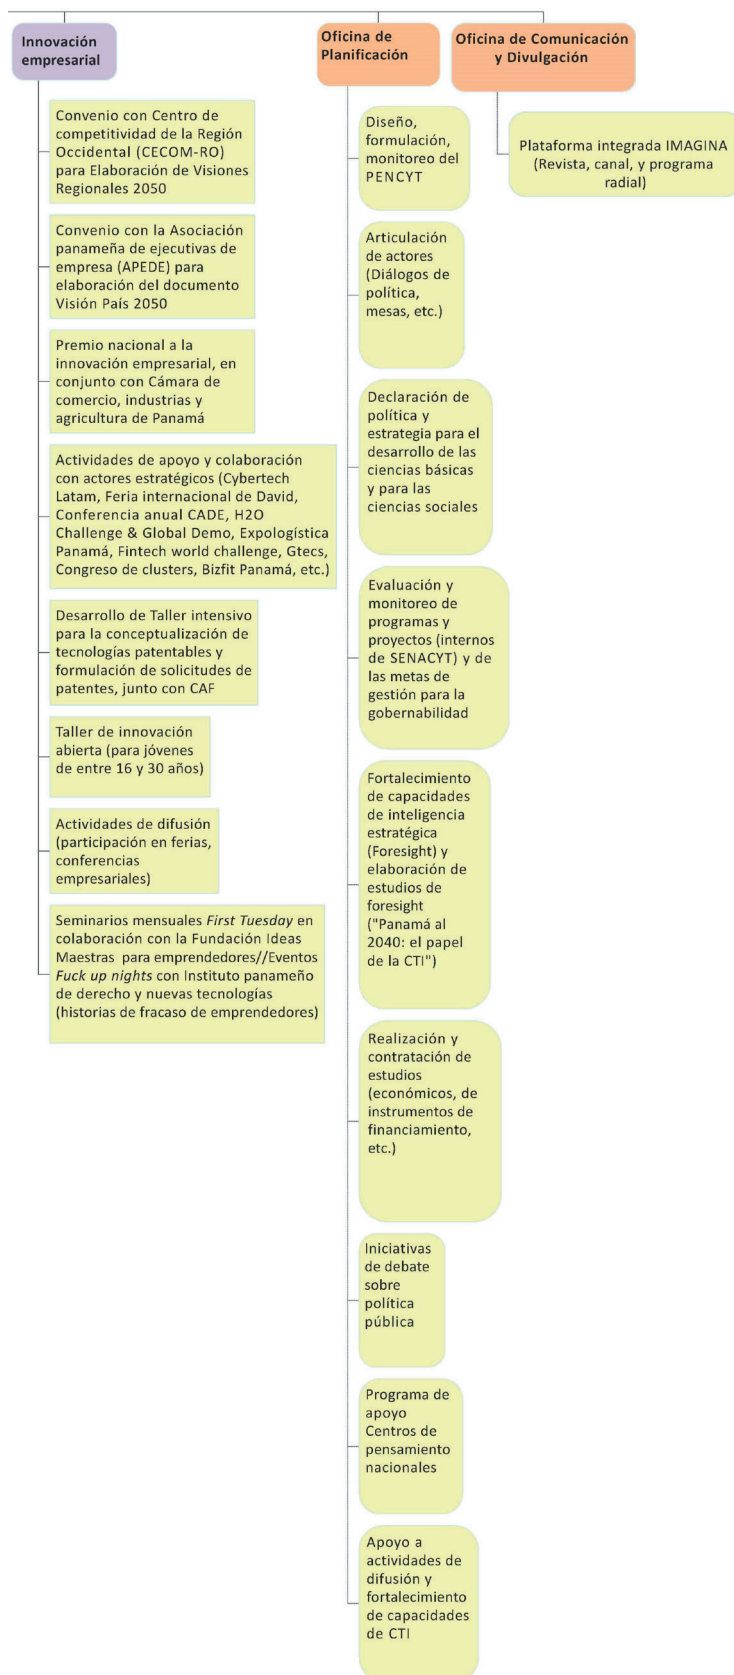 Innovación
empresarial
Convenio con Centro de
competitividad de la Región
Occidental (CECOM-RO)
para Elaboración de Visiones
Regionales 2050
Convenio con la Asociación
panameña de ejecutivas de
empresa (APEDE) para
elaboración del documento
Visión País 2050
Premio nacional a la
innovación empresarial, en
conjunto con Cámara de
comercio, industrias y
agricultura de Panamá
Actividades de apoyo y colaboración
con actores estratégicos (Cybertech
Latam, Feria internacional de David,
Conferencia anual CADE, H2O
Challenge & Global Demo, Expologística
Panamá, Fintech world challenge, Gtecs,
Congreso de clusters, Bizfit Panamá, etc.)
Desarrollo de Taller intensivo
para la conceptualización de
tecnologías patentables y
formulación de solicitudes de
patentes, junto con CAF
Taller de innovación
abierta (para jóvenes
de entre 16 y 30 años)
Actividades de difusión
(participación en ferias,
conferencias
empresariales)
Seminarios mensuales First Tuesday en
colaboración con la Fundación Ideas
Maestras para emprendedores//Eventos
Fuck up nights con Instituto panameño
de derecho y nuevas tecnologías
(historias de fracaso de emprendedores)
Oficina de
Planificación
Diseño,
formulación,
monitoreo del
PENCYT
Articulación
de actores
(Diálogos de
política,
mesas, etc.)
Declaración de
política y
estrategia para el
desarrollo de las
ciencias básicas
y para las
ciencias sociales
Evaluación y
monitoreo de
programas y
proyectos (internos
de SENACYT) y de
las metas de
gestión para la
gobernabilidad
Fortalecimiento
de capacidades
de inteligencia
estratégica
(Foresight) y
elaboración de
estudios de
foresight
("Panamá al
2040: el papel
de la CTI")
Realización y
contratación de
estudios
(económicos, de
instrumentos de
financiamiento,
etc.)
Iniciativas
de debate
sobre
política
pública
Programa de
apoyo
Centros de
pensamiento
nacionales
Apoyo a
actividades de
difusión y
fortalecimiento
de capacidades
de CTI
Oficina de Comunicación
y Divulgación
Plataforma integrada IMAGINA
(Revista, canal, y programa
radial)